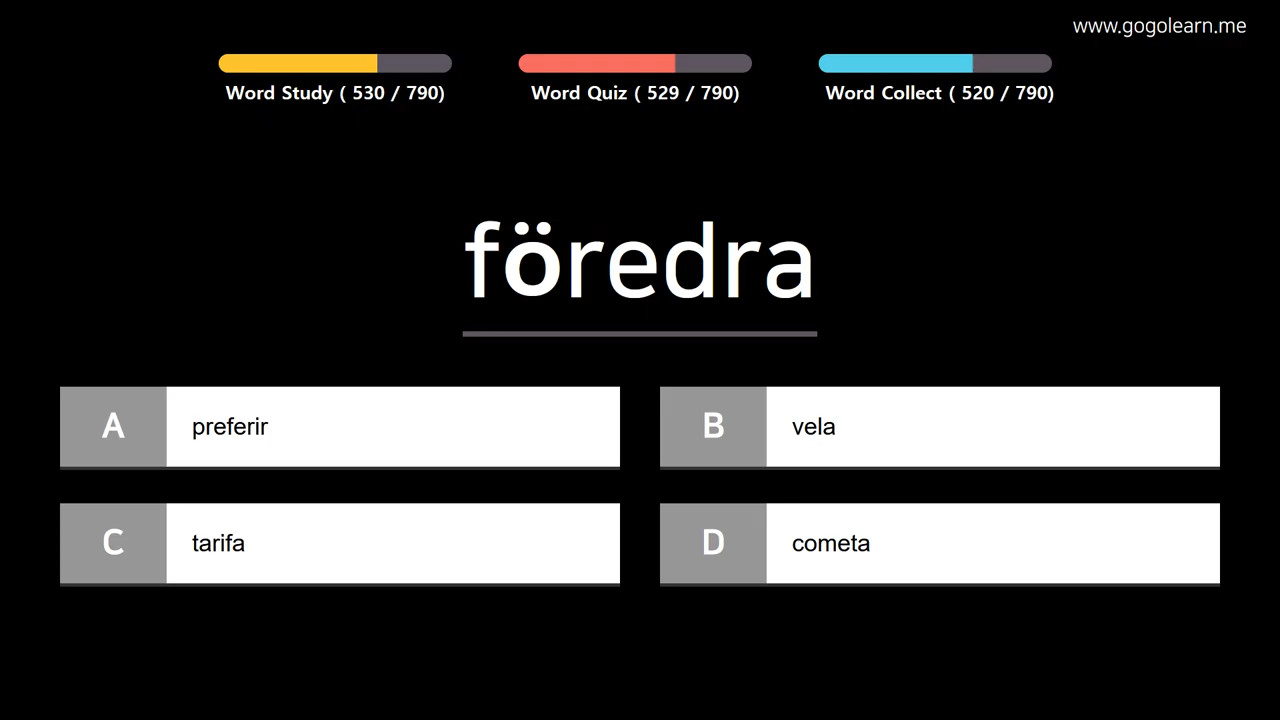 www.gogolearn.me
Word Study ( 530 / 790)
Word Quiz ( 529 / 790)
Word Collect ( 520 / 790)
föredra
A preferir
B vela
C tarifa
D cometa